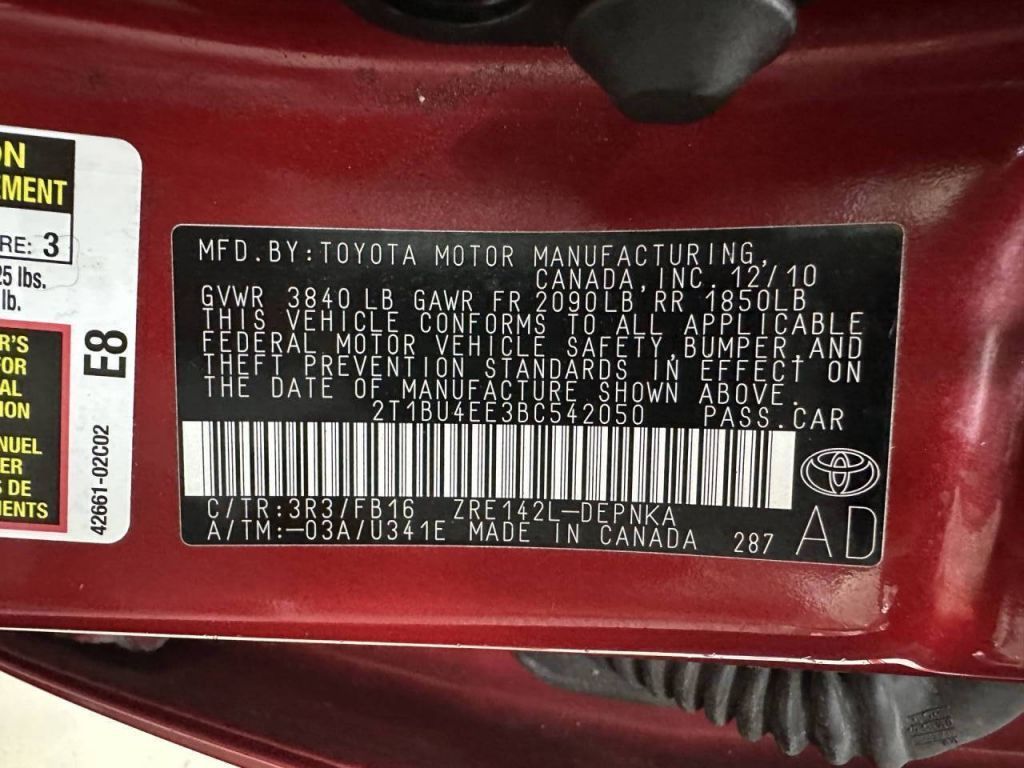 ON
EMENT
RE: 3
25 lbs.
lb.
R'S
FOR
AL
ION
NUEL
ER
S DE
MENTS
E8
42661-02C02
MFD.BY:TOYOTA MOTOR MANUFACTURING,
CANADA,INC. 12/10
GVWR 3840 LB GAWR FR 2090LB RR 1850LB
THIS VEHICLE CONFORMS TO ALL APPLICABLE
FEDERAL MOTOR VEHICLE SAFETY,BUMPER,AND
THEFT PREVENTION STANDARDS IN EFFECT ON
THE DATE OF MANUFACTURE SHOWN ABOVE.
2T1BU4EE3BC542050 PASS.CAR
C/TR:3R3/FB16 ZRE142L-DEPNKA
A/TM:-03A/U341E MADE IN CANADA 287 AD